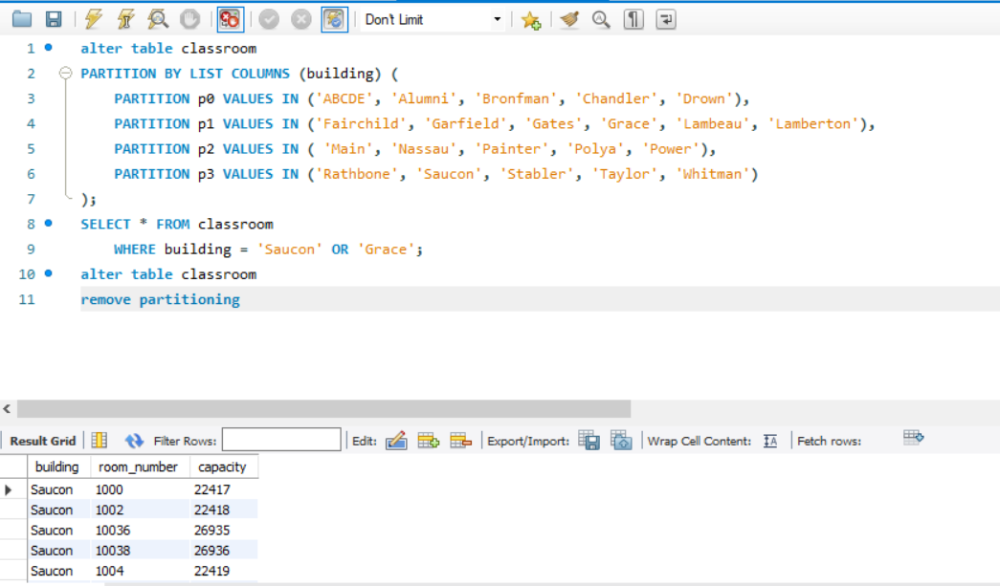 Don't Limit
1 alter table classroom
2 PARTITION BY LIST COLUMNS (building) (
3 PARTITION p0 VALUES IN ('ABCDE', 'Alumni', 'Bronfman', 'Chandler', 'Drown'),
4 PARTITION p1 VALUES IN ('Fairchild', 'Garfield', 'Gates', 'Grace', 'Lambeau', 'Lamberton'),
5 PARTITION p2 VALUES IN ( 'Main', 'Nassau', 'Painter', 'Polya', 'Power'),
6 PARTITION p3 VALUES IN ('Rathbone', 'Saucon', 'Stabler', 'Taylor', 'Whitman')
7 );
8 SELECT * FROM classroom
9 WHERE building = 'Saucon' OR 'Grace';
10 alter table classroom
11 remove partitioning
Result Grid Filter Rows: Edit: Export/Import: Wrap Cell Content: IA Fetch rows:
building room_number capacity
Saucon 1000 22417
Saucon 1002 22418
Saucon 10036 26935
Saucon 10038 26936
Saucon 1004 22419